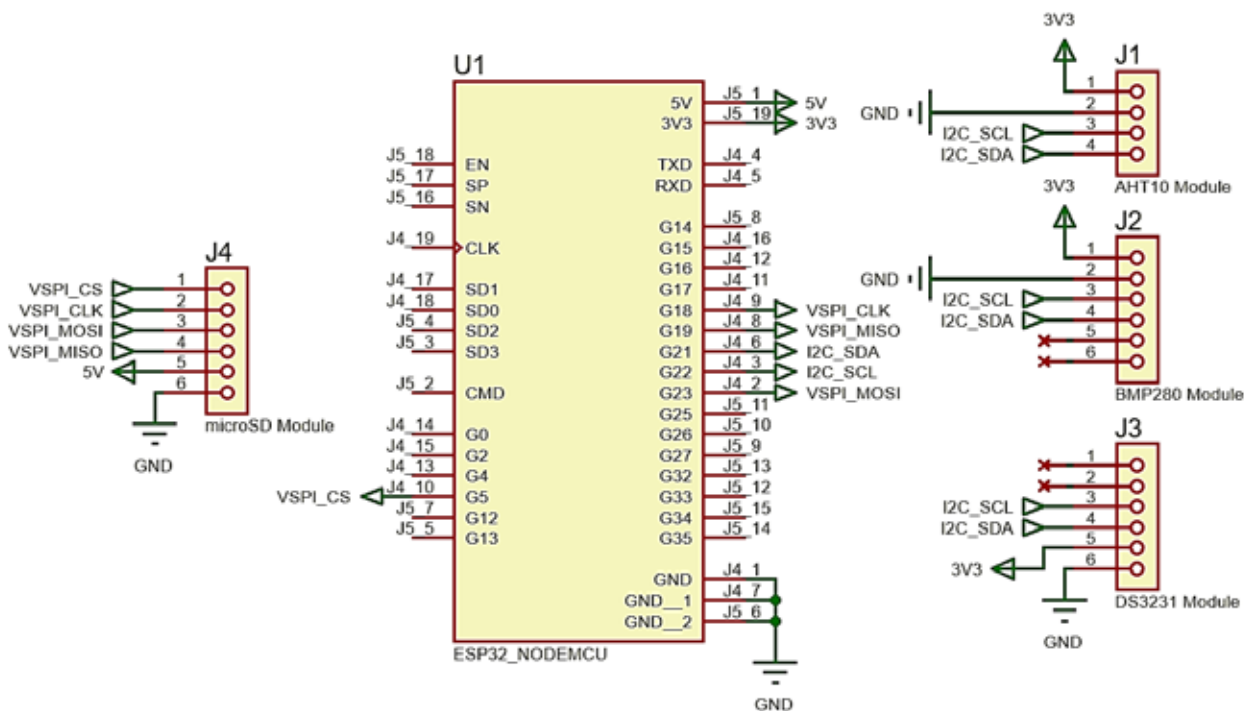 J4
VSPI_CS 1
VSPI_CLK 2
VSPI_MOSI 3
VSPI_MISO 4
5V 5
6
microSD Module
GND
U1
J5_18 EN
J5_17 SP
J5_16 SN
J4_19 CLK
J4_17 SD1
J4_18 SD0
J5_4 SD2
J5_3 SD3
J5_2 CMD
J4_14 G0
J4_15 G2
J4_13 G4
VSPI_CS J4_10 G5
J5_7 G12
J5_5 G13
5V J5_1 5V
3V3 J5_19 3V3
TXD J4_4
RXD J4_5
G14 J5_8
G15 J4_16
G16 J4_12
G17 J4_11
G18 J4_9 VSPI_CLK
G19 J4_8 VSPI_MISO
G21 J4_6 I2C_SDA
G22 J4_3 I2C_SCL
G23 J4_2 VSPI_MOSI
G25 J5_11
G26 J5_10
G27 J5_9
G32 J5_13
G33 J5_12
G34 J5_15
G35 J5_14
GND J4_1
GND__1 J4_7
GND__2 J5_6
ESP32_NODEMCU
GND
3V3
J1
1
GND 2
I2C_SCL 3
I2C_SDA 4
AHT10 Module
3V3
J2
1
GND 2
I2C_SCL 3
I2C_SDA 4
5
6
BMP280 Module
J3
1
2
I2C_SCL 3
I2C_SDA 4
3V3 5
6
DS3231 Module
GND